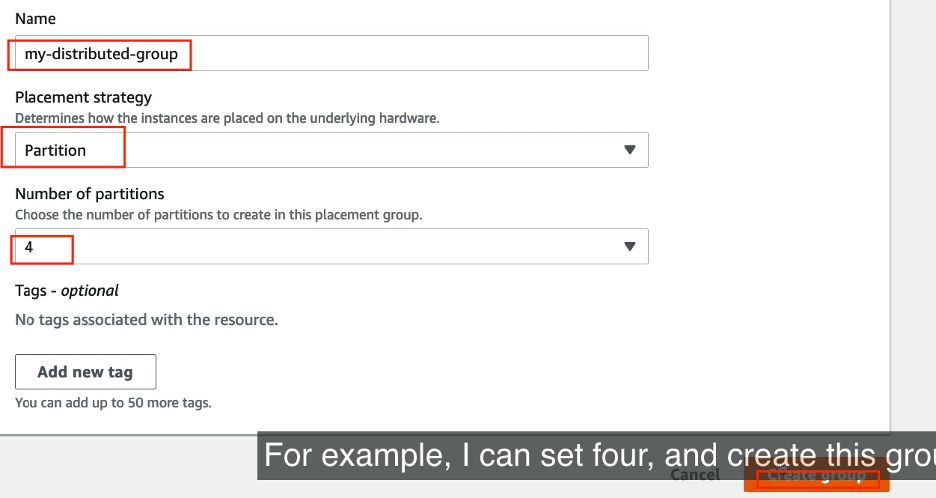 Name
my-distributed-group
Placement strategy
Determines how the instances are placed on the underlying hardware.
Partition
Number of partitions
Choose the number of partitions to create in this placement group.
4
Tags - optional
No tags associated with the resource.
Add new tag
You can add up to 50 more tags.
For example, I can set four, and create this grou
Cancel
Create group